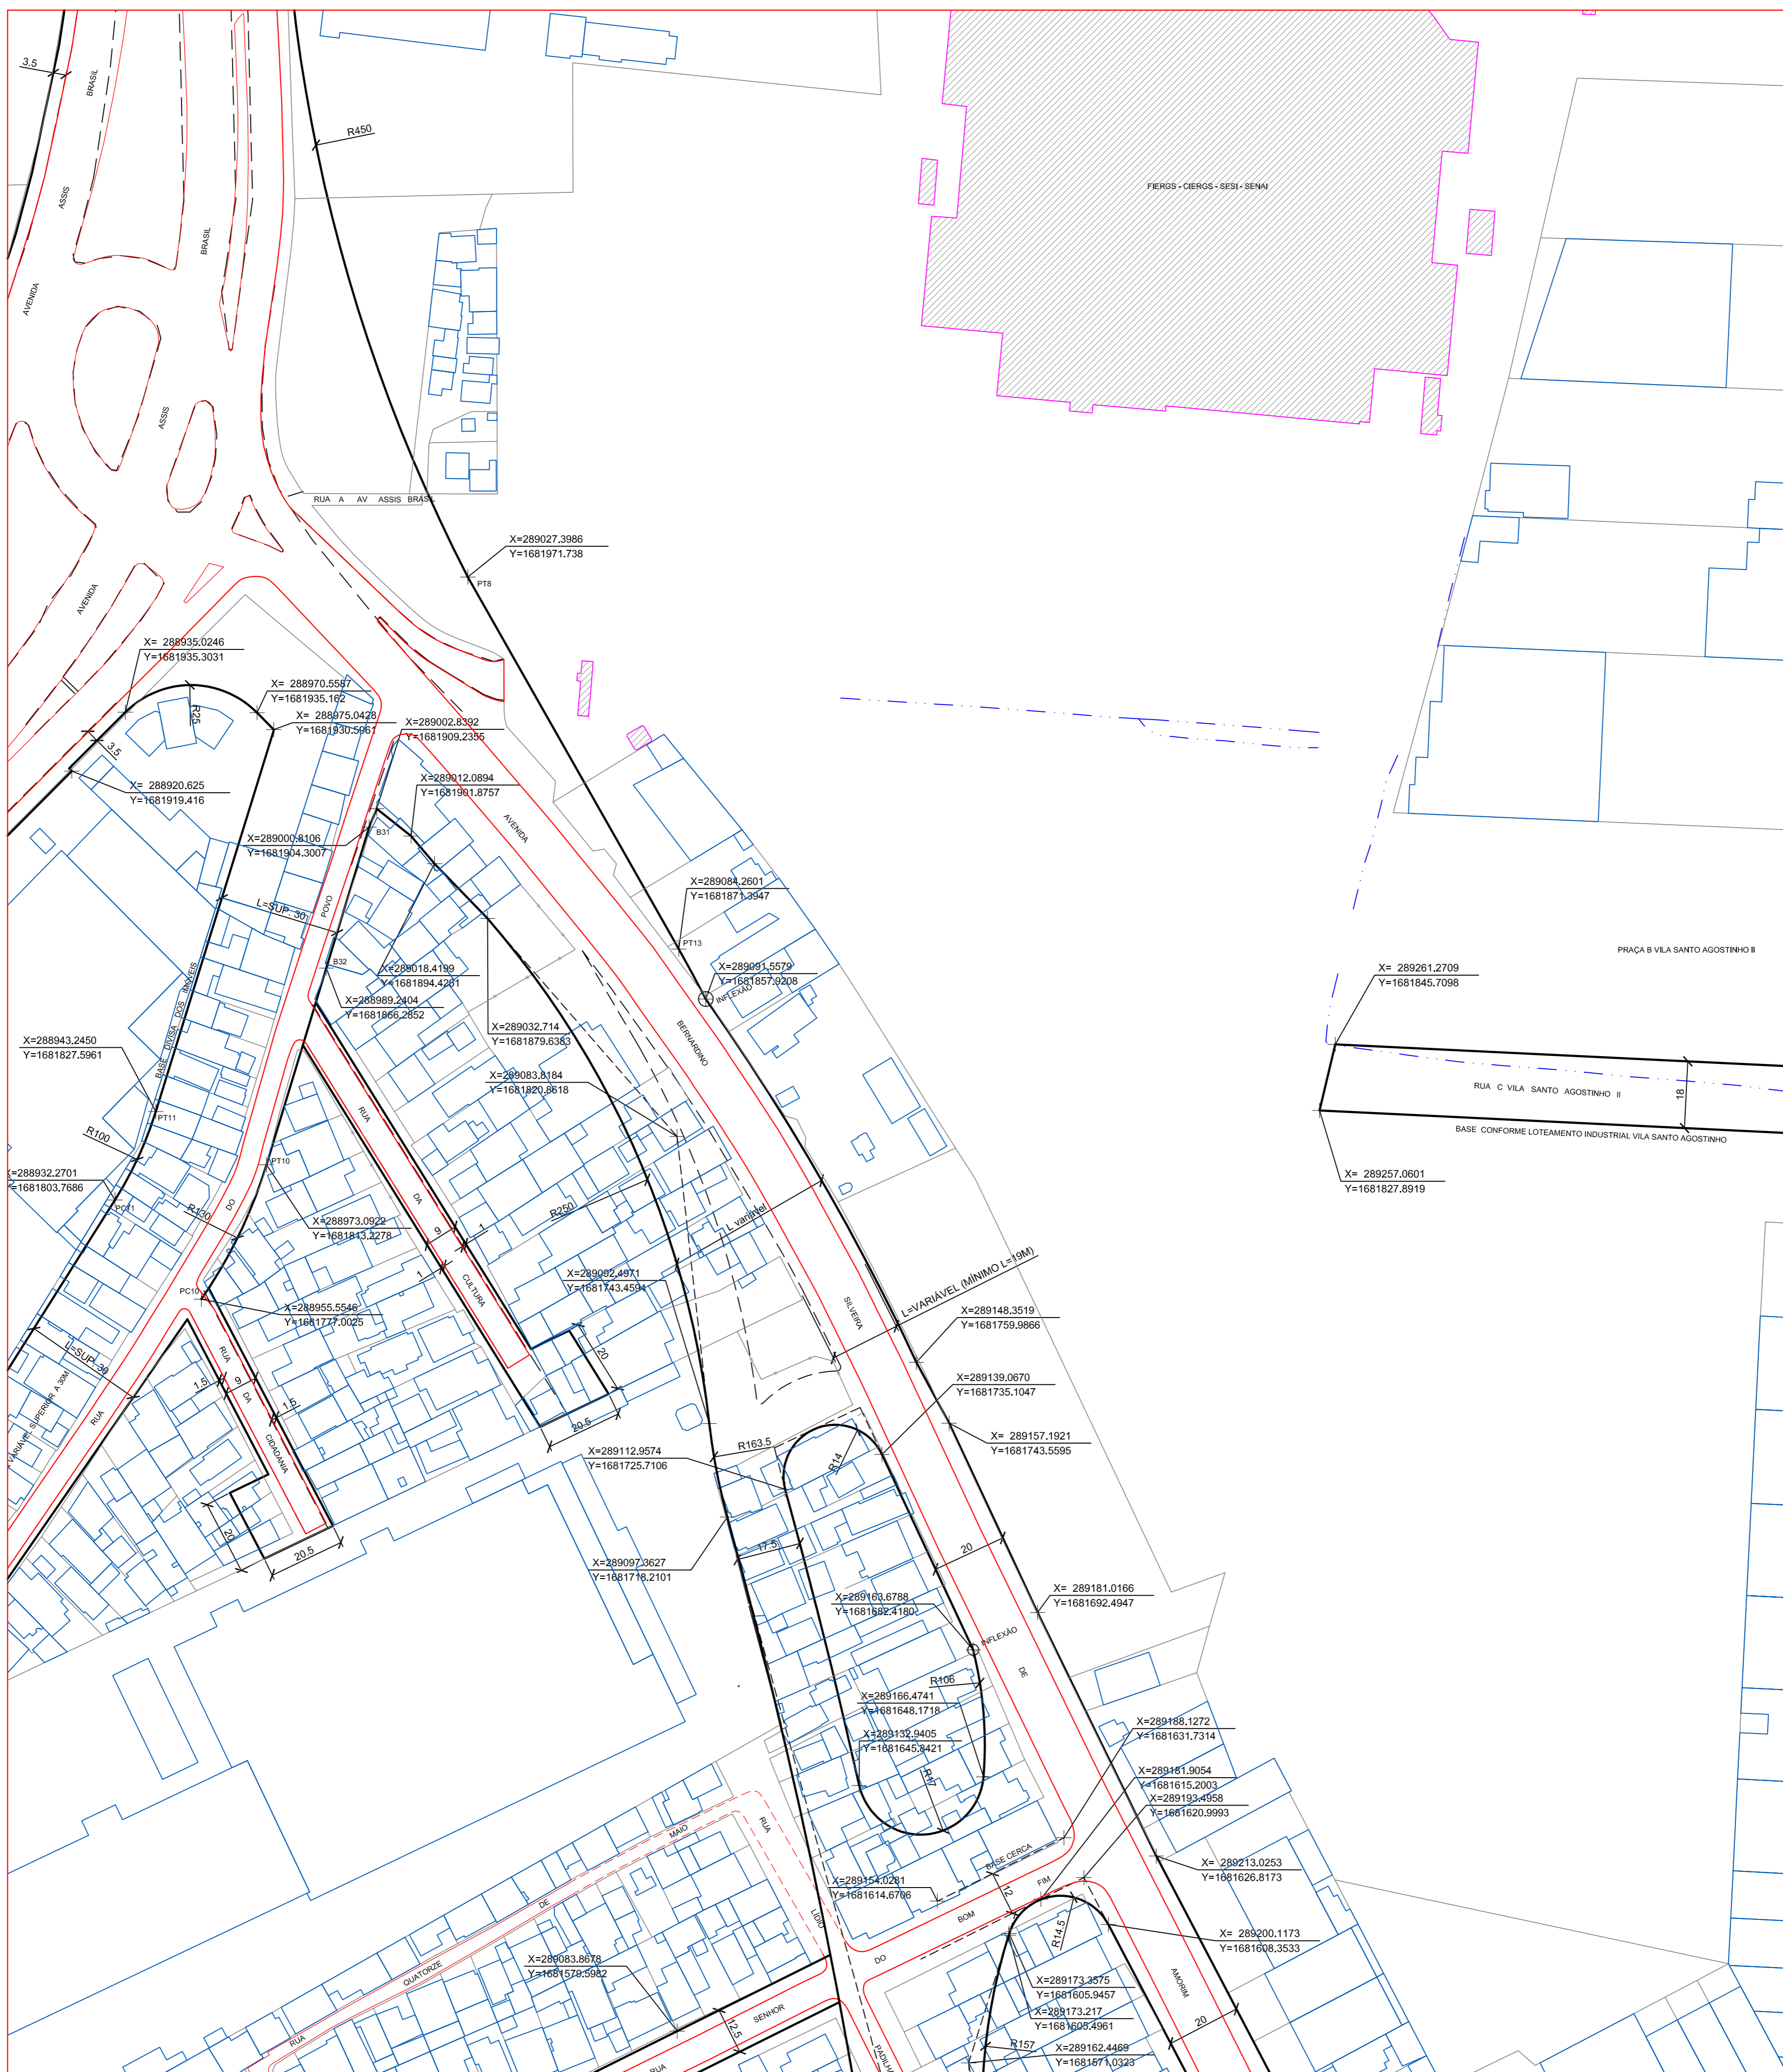 3.5
BRASIL
ASSIS
AVENIDA
BRASIL
ASSIS
AVENIDA
R450
FIERGS - CIERGS - SESI - SENAI
RUA A AV ASSIS BRASIL
X=289027.3986
Y=1681971.738
PT8
X= 288935.0246
Y=1681935.3031
X= 288970.5587
Y=1681935.162
R25
X= 288975.0428
Y=1681930.5961
X=289002.8392
Y=1681909.2355
3.5
X= 288920.625
Y=1681919.416
X=289012.0894
Y=1681901.8757
AVENIDA
B31
X=289000.8106
Y=1681904.3007
X=289084.2601
Y=1681871.3947
L=SUP. 30
POVO
PT13
PRAÇA B VILA SANTO AGOSTINHO II
B32
X=289018.4199
Y=1681894.4261
X=289091.5579
Y=1681857.9208
INFLEXÃO
X= 289261.2709
Y=1681845.7098
X=288989.2404
Y=1681866.2852
BASE DIVISA DOS IMÓVEIS
X=289032.714
Y=1681879.6383
BERNARDINO
X=288943.2450
Y=1681827.5961
X=289083.8184
Y=1681820.8618
RUA C VILA SANTO AGOSTINHO II
18
PT11
RUA
BASE CONFORME LOTEAMENTO INDUSTRIAL VILA SANTO AGOSTINHO
R100
PT10
X=288932.2701
Y=1681803.7686
X= 289257.0601
Y=1681827.8919
PC11
R130
DO
DA
R250
L variável
X=288973.0922
Y=1681813.2278
9
1
1
L=VARIÁVEL (MÍNIMO L=19M)
X=289092.4971
Y=1681743.4594
CULTURA
PC10
X=288955.5546
Y=1681777.0025
SILVEIRA
X=289148.3519
Y=1681759.9866
L=SUP. 30
RUA
20
1.5
9
DA
1.5
X=289139.0670
Y=1681735.1047
VARIÁVEL SUPERIOR A 30M
RUA
20.5
X= 289157.1921
Y=1681743.5595
CIDADANIA
R163.5
R14
X=289112.9574
Y=1681725.7106
20
20.5
17.5
20
X=289097.3627
Y=1681718.2101
X= 289181.0166
Y=1681692.4947
X=289163.6788
Y=1681682.4180
INFLEXÃO
DE
R106
X=289166.4741
Y=1681648.1718
X=289188.1272
Y=1681631.7314
X=289132.9405
Y=1681645.8421
R17
X=289181.9054
Y=1681615.2003
X=289193.4958
Y=1681620.9993
RUA
MAIO
BASE CERCA
X= 289213.0253
Y=1681626.8173
X=289154.0281
Y=1681614.6706
12
FIM
DE
LÍDIO
BOM
R14.5
X= 289200.1173
Y=1681608.3533
DO
X=289083.8678
Y=1681579.5982
QUATORZE
X=289173.3575
Y=1681605.9457
AMORIM
SENHOR
12.5
X=289173.217
Y=1681605.4961
20
RUA
R157
X=289162.4469
Y=1681571.0323
PADILHA
RUA